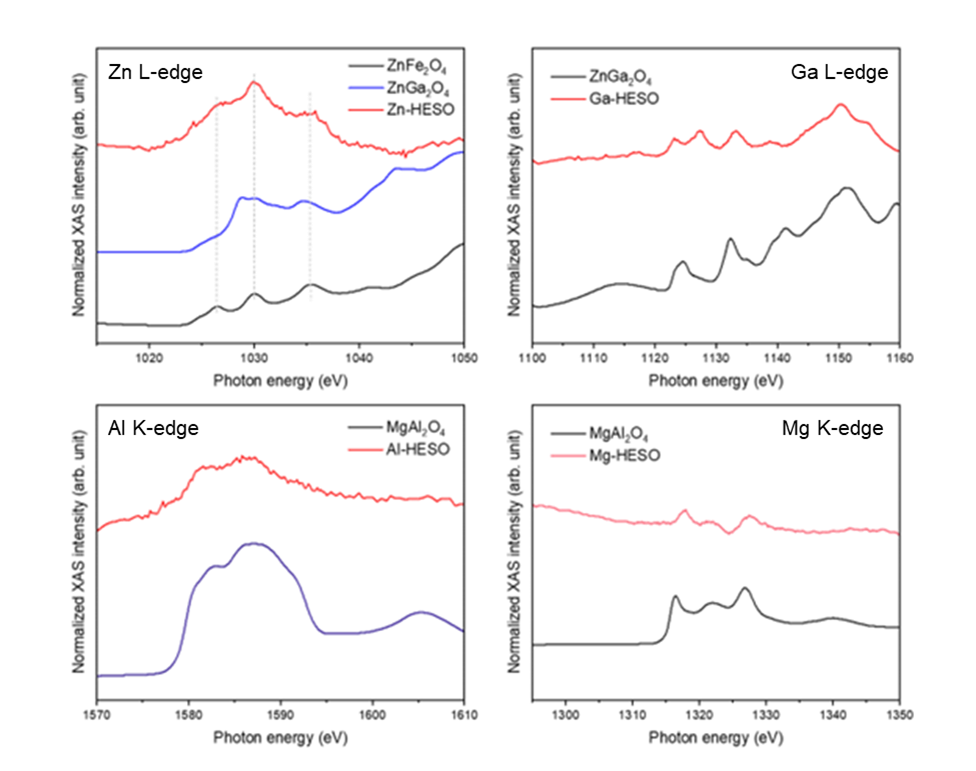 Zn L-edge
ZnFe₂O₄
ZnGa₂O₄
Zn-HESO
Normalized XAS intensity (arb. unit)
1020 1030 1040 1050
Photon energy (eV)
Ga L-edge
ZnGa₂O₄
Ga-HESO
Normalized XAS intensity (arb. unit)
1100 1110 1120 1130 1140 1150 1160
Photon energy (eV)
Al K-edge
MgAl₂O₄
Al-HESO
Normalized XAS intensity (arb. unit)
1570 1580 1590 1600 1610
Photon energy (eV)
Mg K-edge
MgAl₂O₄
Mg-HESO
Normalized XAS intensity (arb. unit)
1300 1310 1320 1330 1340 1350
Photon energy (eV)